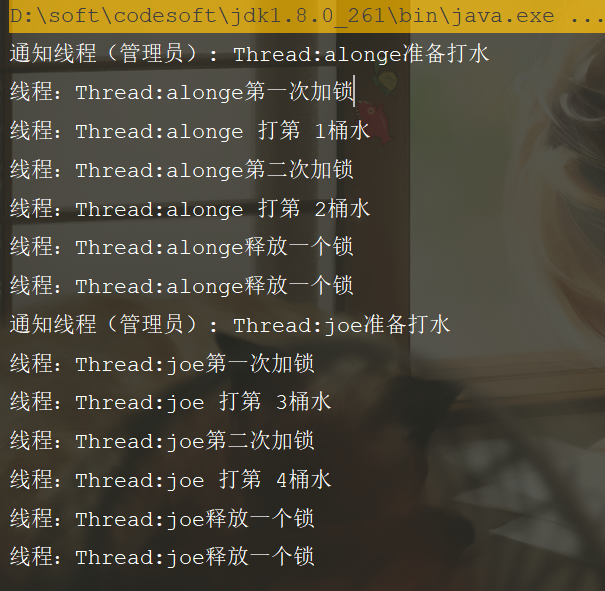 D:\soft\codesoft\jdk1.8.0_261\bin\java.exe ...
通知线程（管理员）: Thread:alonge准备打水
线程：Thread:alonge第一次加锁
线程：Thread:alonge 打第 1桶水
线程：Thread:alonge第二次加锁
线程：Thread:alonge 打第 2桶水
线程：Thread:alonge释放一个锁
线程：Thread:alonge释放一个锁
通知线程（管理员）: Thread:joe准备打水
线程：Thread:joe第一次加锁
线程：Thread:joe 打第 3桶水
线程：Thread:joe第二次加锁
线程：Thread:joe 打第 4桶水
线程：Thread:joe释放一个锁
线程：Thread:joe释放一个锁